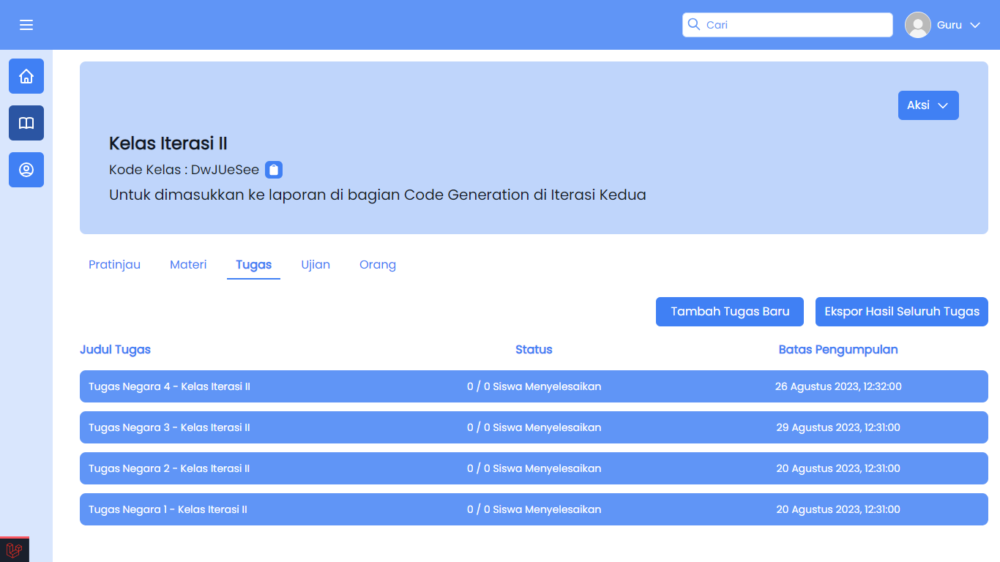 Cari
Guru
Aksi
Kelas Iterasi II
Kode Kelas : DwJUeSee
Untuk dimasukkan ke laporan di bagian Code Generation di Iterasi Kedua
Pratinjau Materi Tugas Ujian Orang
Tambah Tugas Baru Ekspor Hasil Seluruh Tugas
Judul Tugas Status Batas Pengumpulan
Tugas Negara 4 - Kelas Iterasi II 0 / 0 Siswa Menyelesaikan 26 Agustus 2023, 12:32:00
Tugas Negara 3 - Kelas Iterasi II 0 / 0 Siswa Menyelesaikan 29 Agustus 2023, 12:31:00
Tugas Negara 2 - Kelas Iterasi II 0 / 0 Siswa Menyelesaikan 20 Agustus 2023, 12:31:00
Tugas Negara 1 - Kelas Iterasi II 0 / 0 Siswa Menyelesaikan 20 Agustus 2023, 12:31:00